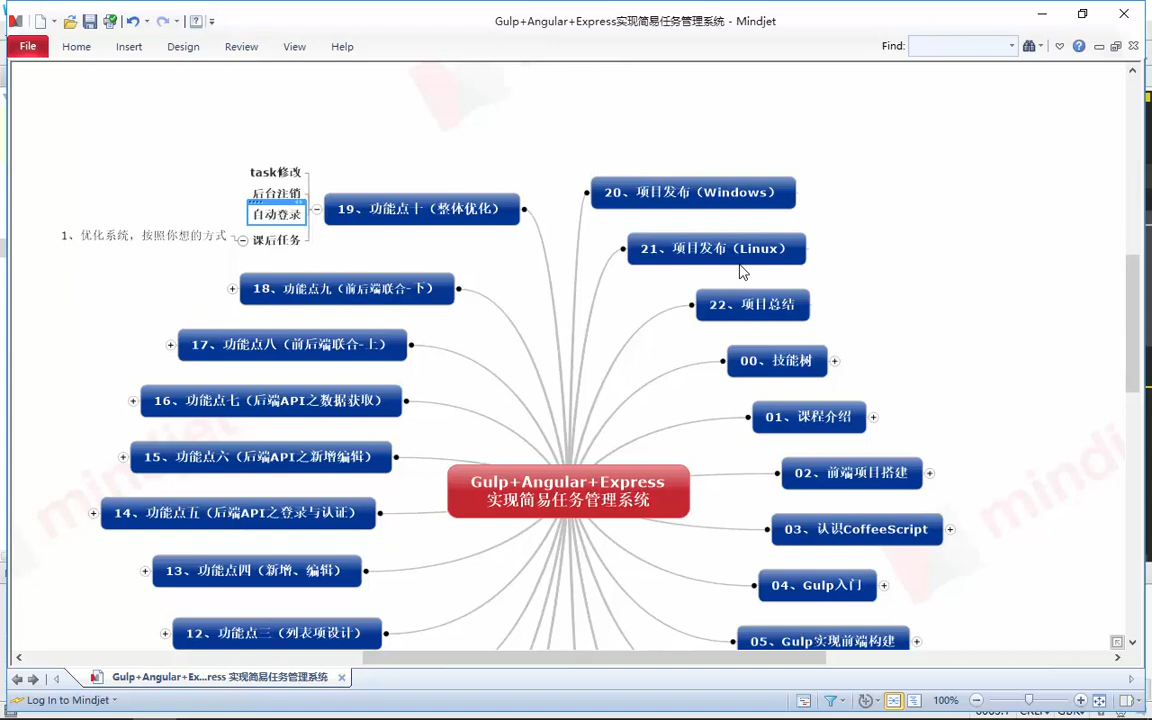 Gulp+Angular+Express实现简易任务管理系统 - Mindjet
File
Home
Insert
Design
Review
View
Help
Find:
task修改
后台注销
自动登录
1、优化系统，按照你想的方式
课后任务
19、功能点十（整体优化）
18、功能点九（前后端联合-下）
17、功能点八（前后端联合-上）
16、功能点七（后端API之数据获取）
15、功能点六（后端API之新增编辑）
14、功能点五（后端API之登录与认证）
13、功能点四（新增、编辑）
12、功能点三（列表项设计）
Gulp+Angular+Express
实现简易任务管理系统
20、项目发布（Windows）
21、项目发布（Linux）
22、项目总结
00、技能树
01、课程介绍
02、前端项目搭建
03、认识CoffeeScript
04、Gulp入门
05、Gulp实现前端构建
mindjet
mindj
Gulp+Angular+Ex...ress 实现简易任务管理系统
Log In to Mindjet
100%